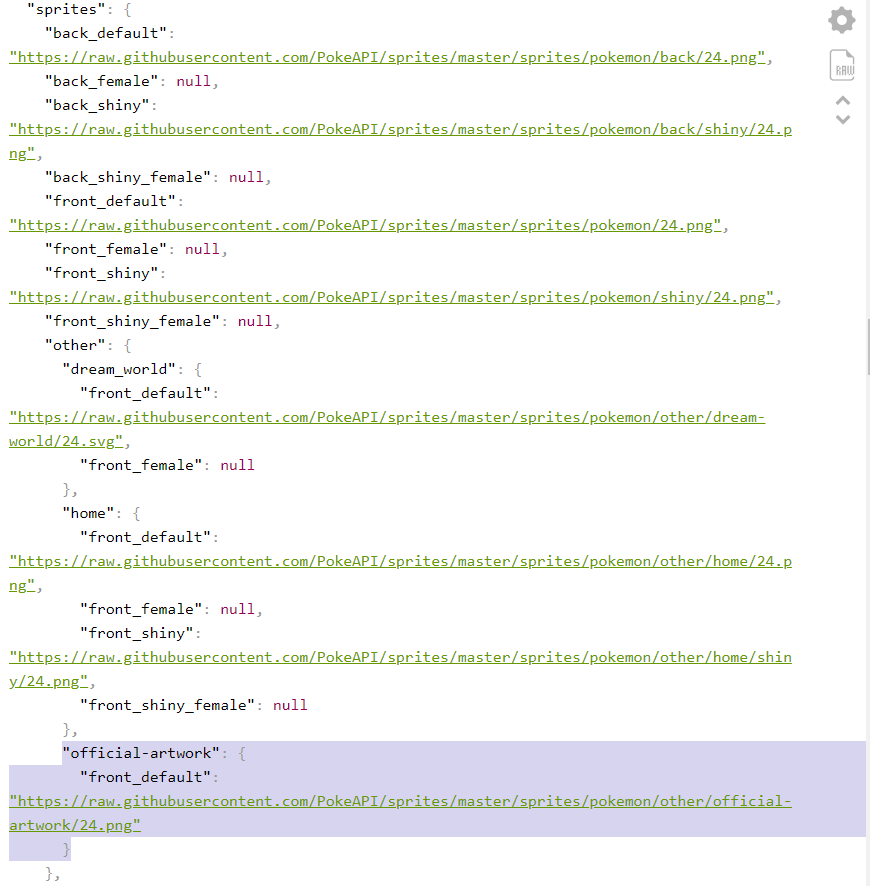 "sprites": {
"back_default":
"https://raw.githubusercontent.com/PokeAPI/sprites/master/sprites/pokemon/back/24.png",
"back_female": null,
"back_shiny":
"https://raw.githubusercontent.com/PokeAPI/sprites/master/sprites/pokemon/back/shiny/24.p
ng",
"back_shiny_female": null,
"front_default":
"https://raw.githubusercontent.com/PokeAPI/sprites/master/sprites/pokemon/24.png",
"front_female": null,
"front_shiny":
"https://raw.githubusercontent.com/PokeAPI/sprites/master/sprites/pokemon/shiny/24.png",
"front_shiny_female": null,
"other": {
"dream_world": {
"front_default":
"https://raw.githubusercontent.com/PokeAPI/sprites/master/sprites/pokemon/other/dream-
world/24.svg",
"front_female": null
},
"home": {
"front_default":
"https://raw.githubusercontent.com/PokeAPI/sprites/master/sprites/pokemon/other/home/24.p
ng",
"front_female": null,
"front_shiny":
"https://raw.githubusercontent.com/PokeAPI/sprites/master/sprites/pokemon/other/home/shin
y/24.png",
"front_shiny_female": null
},
"official-artwork": {
"front_default":
"https://raw.githubusercontent.com/PokeAPI/sprites/master/sprites/pokemon/other/official-
artwork/24.png"
}
},
RAW